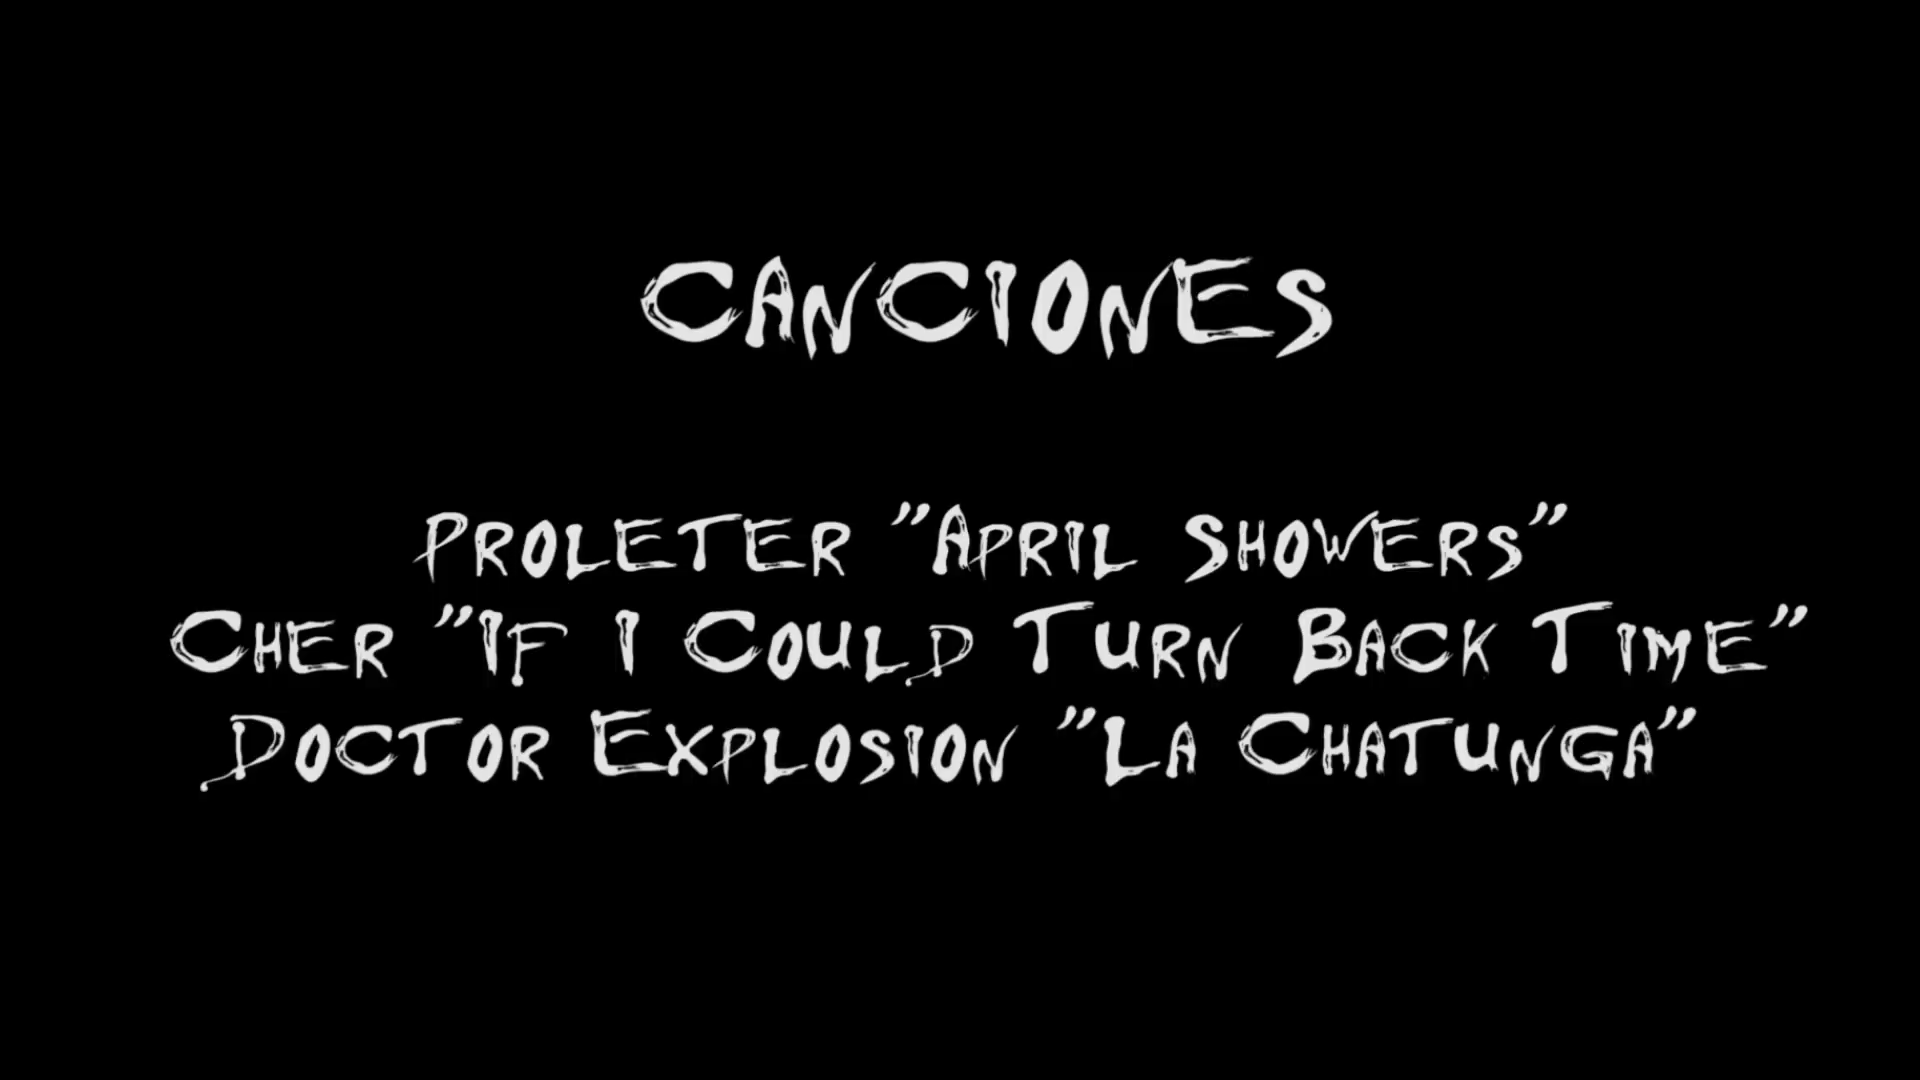 Canciones
Proleter "April Showers"
Cher "If I Could Turn Back Time"
Doctor Explosion "La Chatunga"